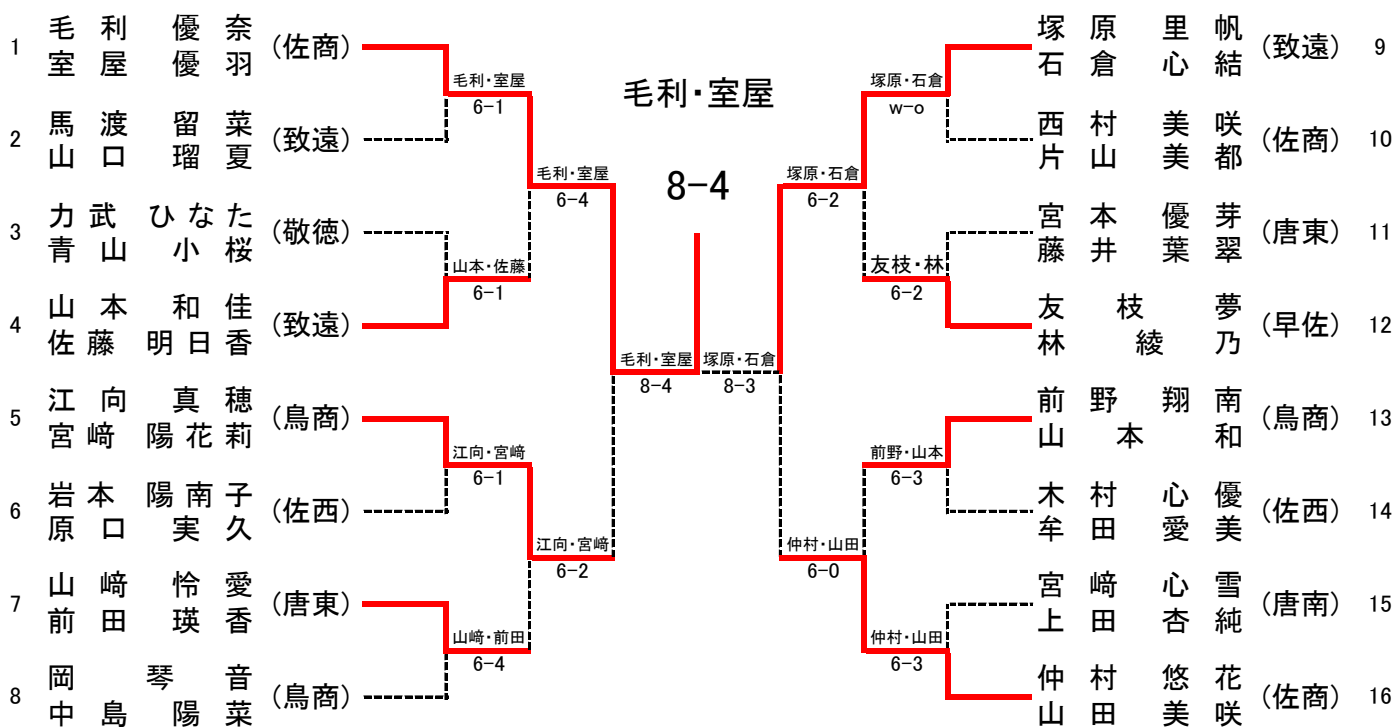 1 毛利 優奈 (佐商)
室屋 優羽
2 馬渡 留菜 (致遠)
山口 瑠夏
3 力武 ひなた (敬徳)
青山 小桜
4 山本 和佳 (致遠)
佐藤 明日香
5 江向 真穂 (鳥商)
宮﨑 陽花莉
6 岩本 陽南子 (佐西)
原口 実久
7 山﨑 怜愛 (唐東)
前田 瑛香
8 岡 琴音 (鳥商)
中島 陽菜
毛利・室屋
6-1
山本・佐藤
6-1
江向・宮﨑
6-1
山﨑・前田
6-4
毛利・室屋
6-4
江向・宮﨑
6-2
毛利・室屋
8-4
毛利・室屋
8-4
塚原・石倉
8-3
塚原・石倉
6-2
仲村・山田
6-0
塚原・石倉
w-o
友枝・林
6-2
前野・山本
6-3
仲村・山田
6-3
塚原 里帆 (致遠) 9
石倉 心結
西村 美咲 (佐商) 10
片山 美都
宮本 優芽 (唐東) 11
藤井 葉翠
友枝 夢 (早佐) 12
林 綾乃
前野 翔南 (鳥商) 13
山本 和
木村 心優 (佐西) 14
牟田 愛美
宮﨑 心雪 (唐南) 15
上田 杏純
仲村 悠花 (佐商) 16
山田 美咲